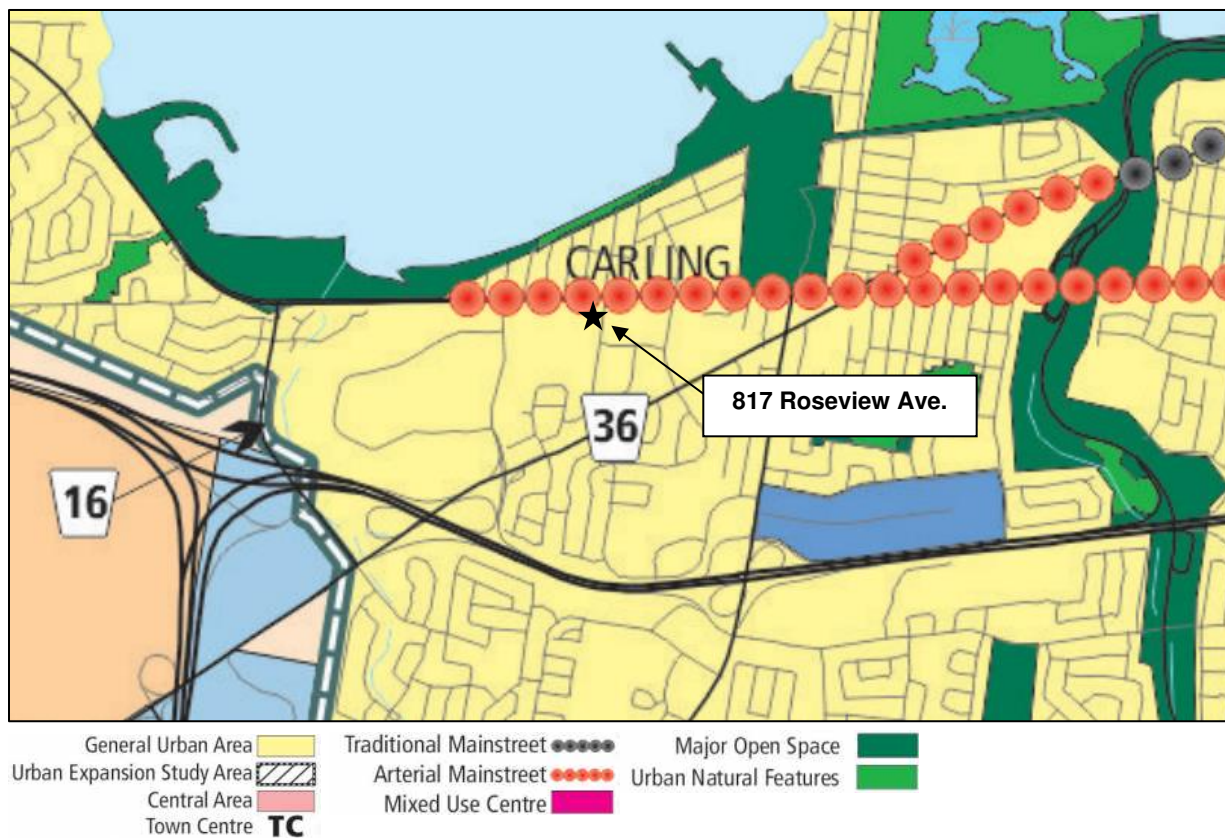 CARLING
817 Roseview Ave.
36
16
General Urban Area
Urban Expansion Study Area
Central Area
Town Centre TC
Traditional Mainstreet
Arterial Mainstreet
Mixed Use Centre
Major Open Space
Urban Natural Features